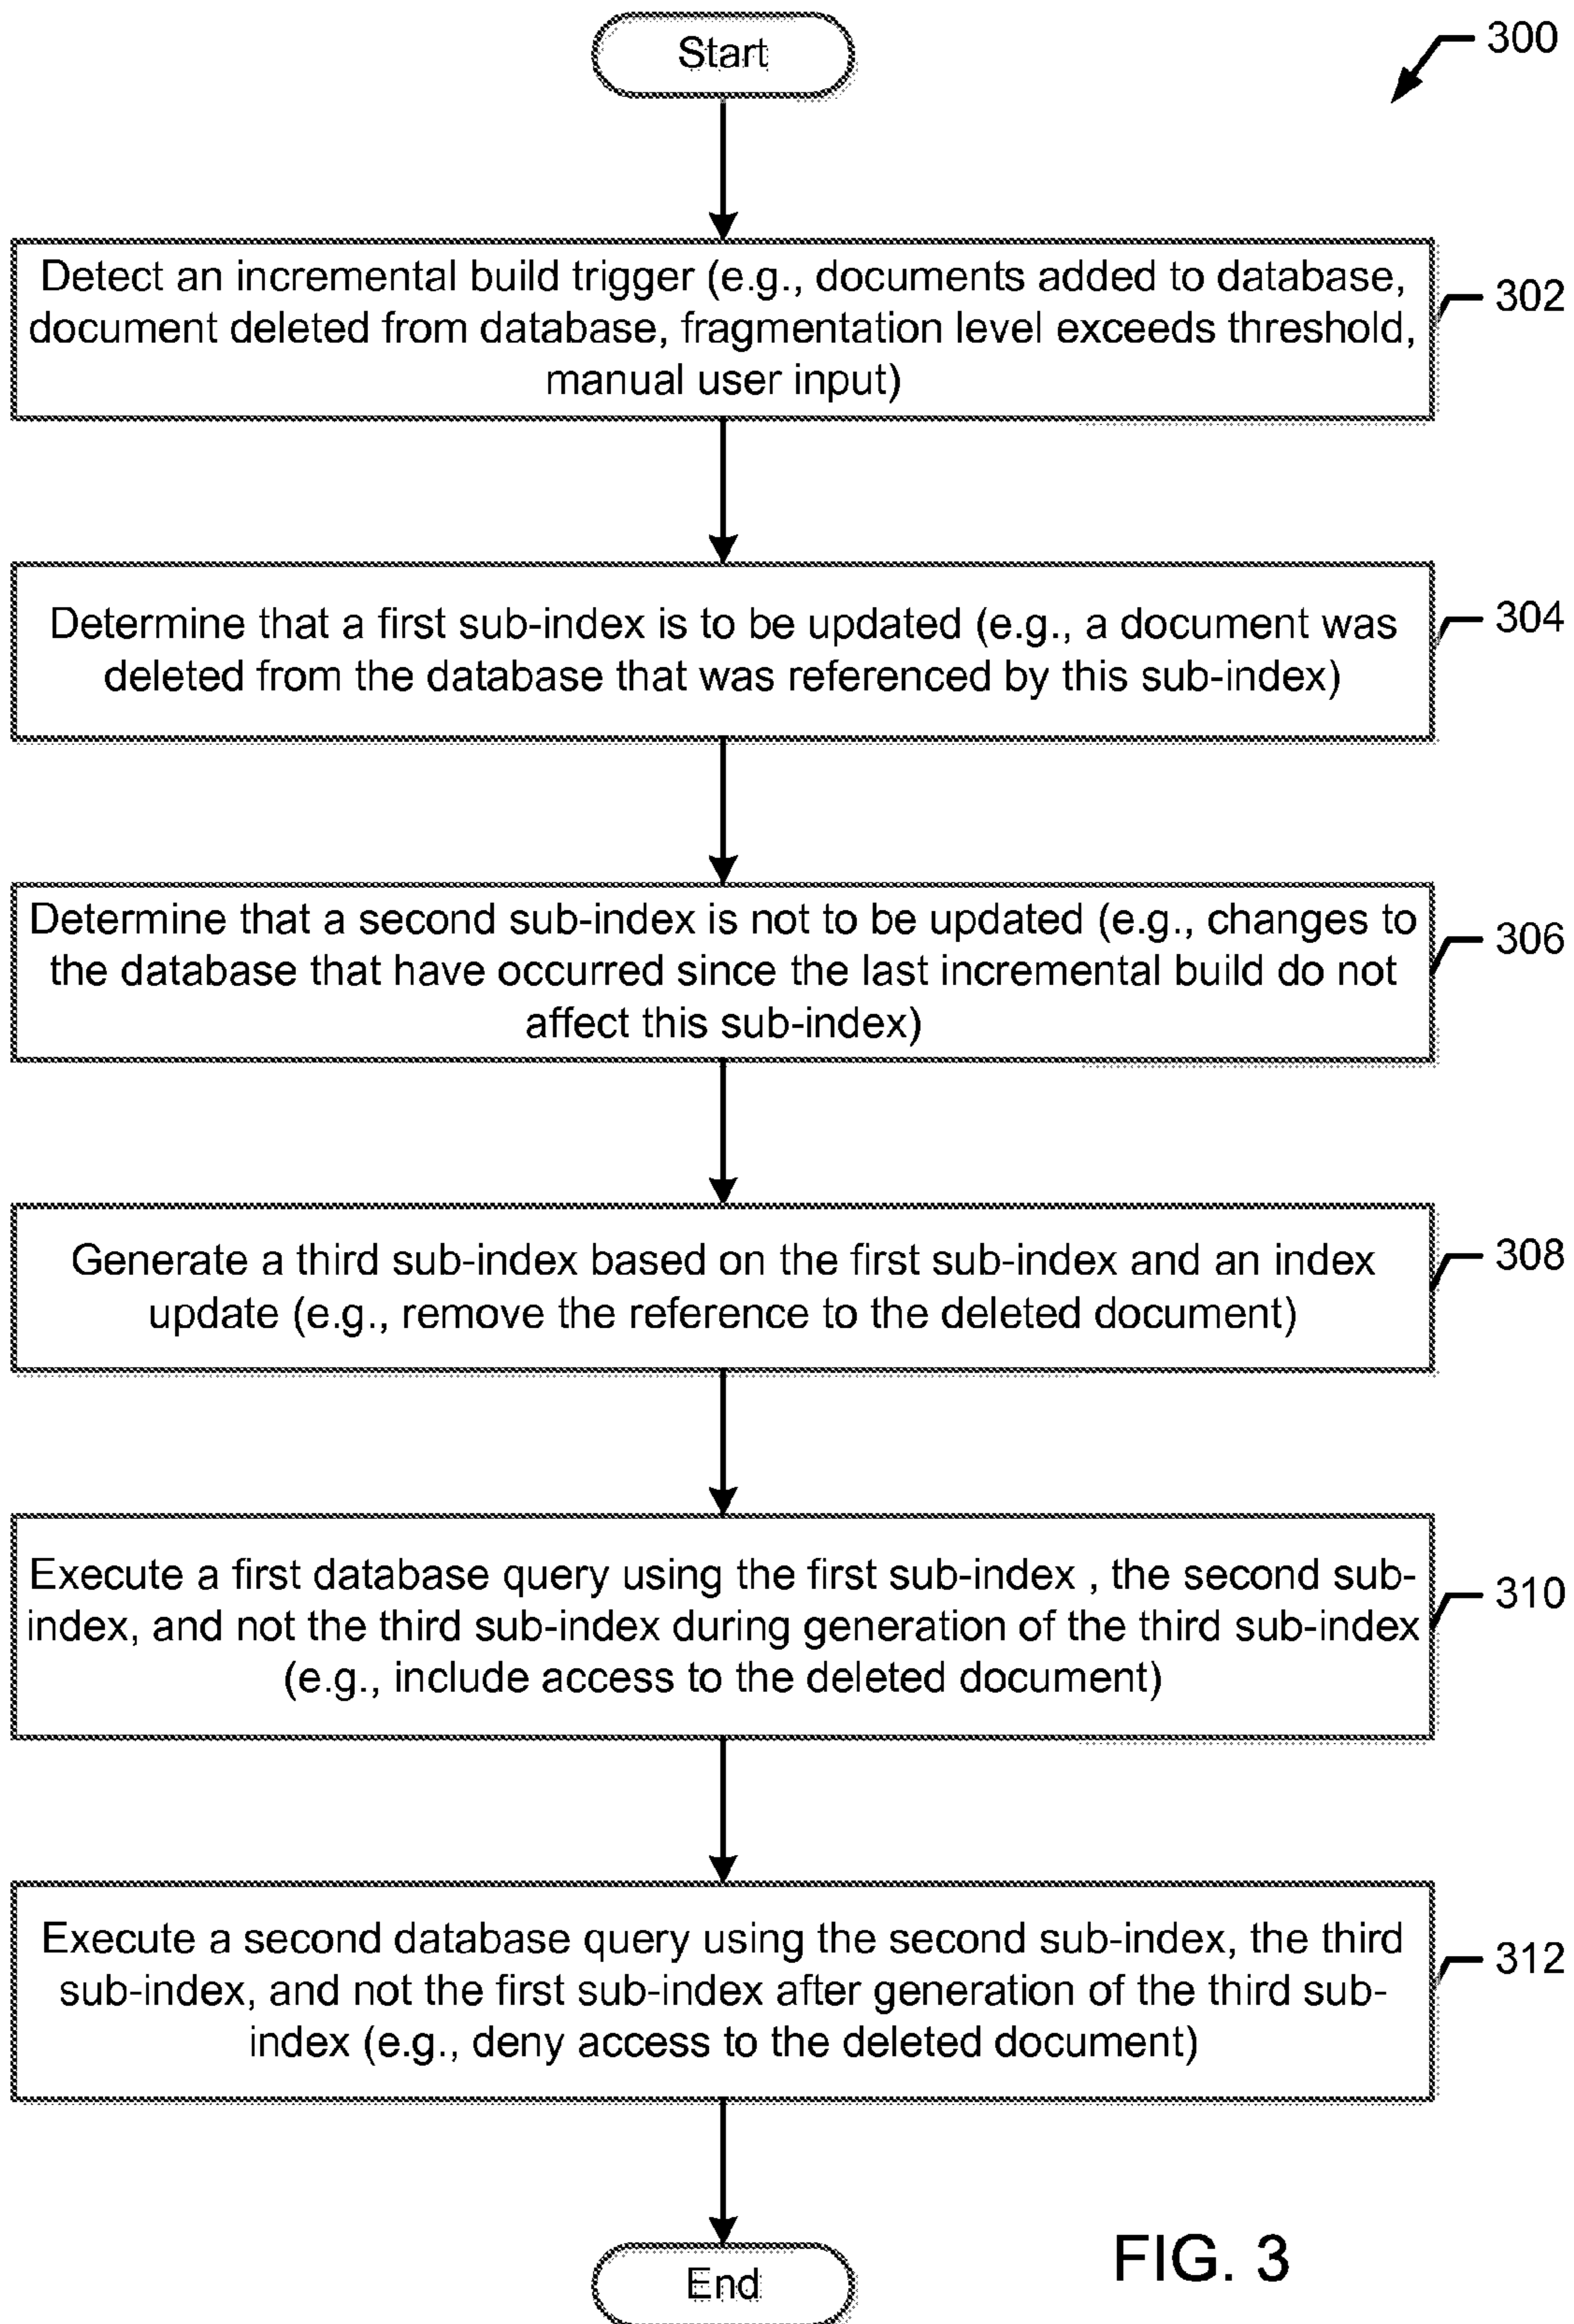 Start
300
Detect an incremental build trigger (e.g., documents added to database,
document deleted from database, fragmentation level exceeds threshold,
manual user input)
302
Determine that a first sub-index is to be updated (e.g., a document was
deleted from the database that was referenced by this sub-index)
304
Determine that a second sub-index is not to be updated (e.g., changes to
the database that have occurred since the last incremental build do not
affect this sub-index)
306
Generate a third sub-index based on the first sub-index and an index
update (e.g., remove the reference to the deleted document)
308
Execute a first database query using the first sub-index , the second sub-
index, and not the third sub-index during generation of the third sub-index
(e.g., include access to the deleted document)
310
Execute a second database query using the second sub-index, the third
sub-index, and not the first sub-index after generation of the third sub-
index (e.g., deny access to the deleted document)
312
End
FIG. 3